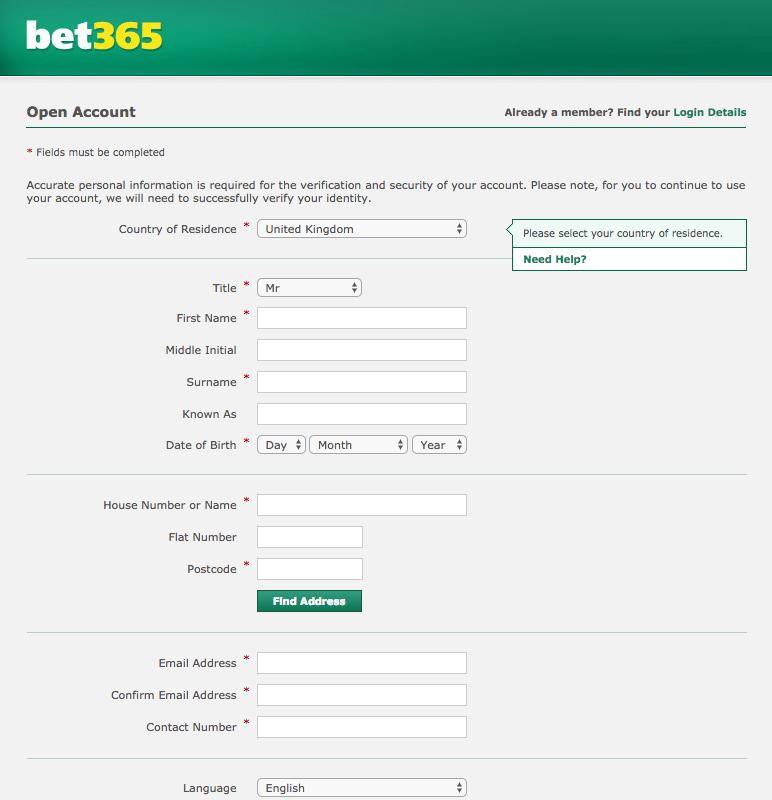 bet365
Open Account
Already a member? Find your Login Details
* Fields must be completed
Accurate personal information is required for the verification and security of your account. Please note, for you to continue to use
your account, we will need to successfully verify your identity.
Country of Residence * United Kingdom
Please select your country of residence.
Need Help?
Title * Mr
First Name *
Middle Initial
Surname *
Known As
Date of Birth * Day Month Year
House Number or Name *
Flat Number
Postcode *
Find Address
Email Address *
Confirm Email Address *
Contact Number *
Language English